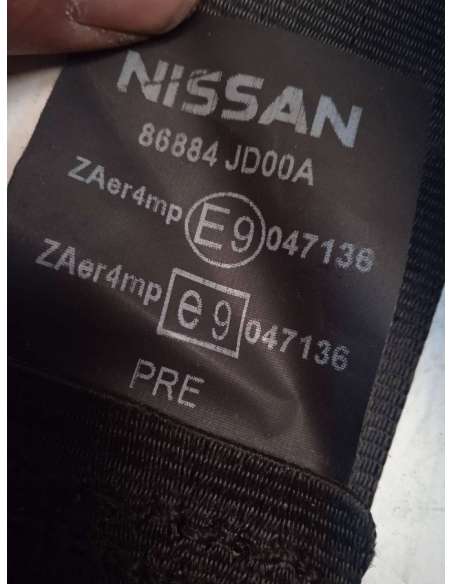 NISSAN
86884 JD00A
ZAer4mp E9 047136
ZAer4mp e9 047136
PRE